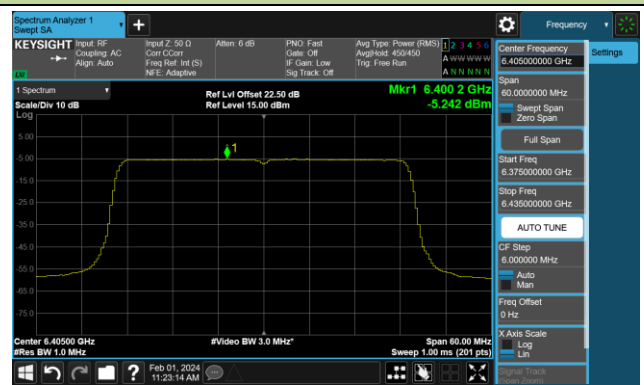 Spectrum Analyzer 1
Swept SA
+
Frequency
KEYSIGHT
Input: RF
Coupling: AC
Align: Auto
Input Z: 50 Ω
Corr CCorr
Freq Ref: Int (S)
NFE: Adaptive
Atten: 6 dB
PNO: Fast
Gate: Off
IF Gain: Low
Sig Track: Off
Avg Type: Power (RMS)
Avg|Hold: 450/450
Trig: Free Run
1 2 3 4 5 6
A W W W W W
A N N N N N
1 Spectrum
Scale/Div 10 dB
Log
Ref Lvl Offset 22.50 dB
Ref Level 15.00 dBm
Mkr1 6.400 2 GHz
-5.242 dBm
5.00
-5.00
-15.0
-25.0
-35.0
-45.0
-55.0
-65.0
-75.0
1
Center 6.40500 GHz
#Res BW 1.0 MHz
#Video BW 3.0 MHz*
Span 60.00 MHz
Sweep 1.00 ms (201 pts)
Center Frequency
6.405000000 GHz
Settings
Span
60.0000000 MHz
Swept Span
Zero Span
Full Span
Start Freq
6.375000000 GHz
Stop Freq
6.435000000 GHz
AUTO TUNE
CF Step
6.000000 MHz
Auto
Man
Freq Offset
0 Hz
X Axis Scale
Log
Lin
Signal Track
(Span Zoom)
?
Feb 01, 2024
11:23:14 AM